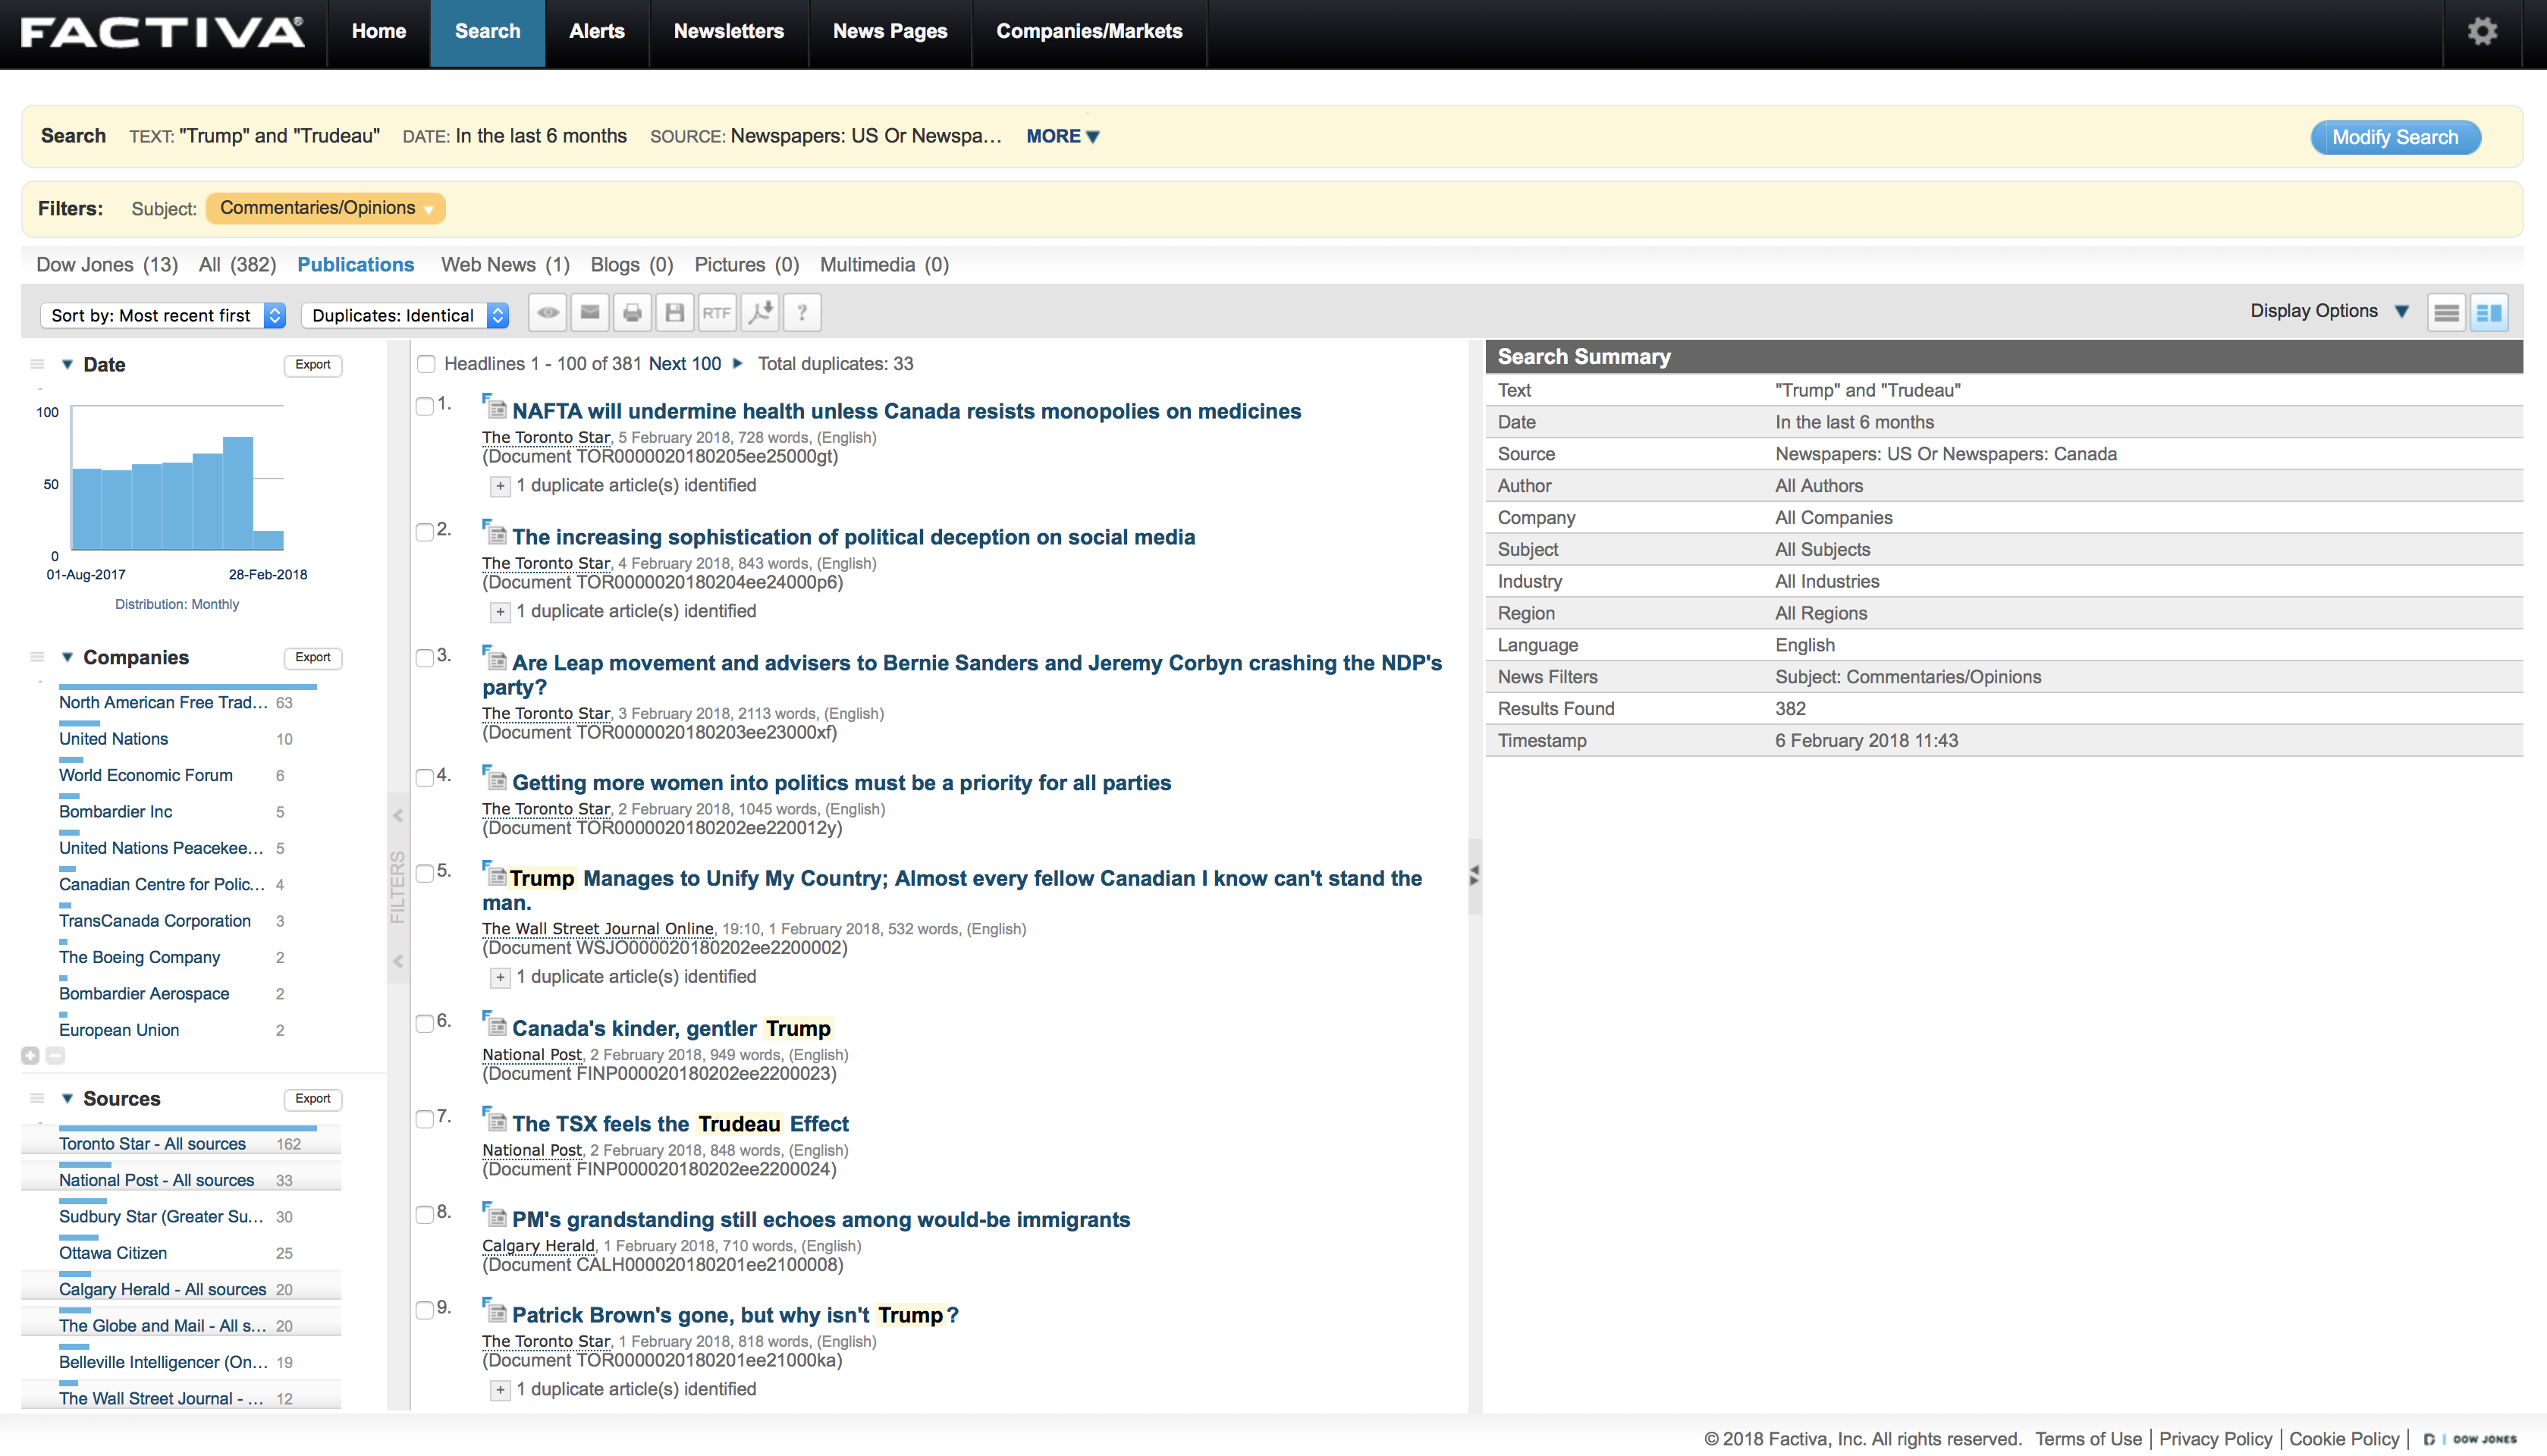 FACTIVA®
Home
Search
Alerts
Newsletters
News Pages
Companies/Markets
Search TEXT: "Trump" and "Trudeau" DATE: In the last 6 months SOURCE: Newspapers: US Or Newspa... MORE
Modify Search
Filters: Subject: Commentaries/Opinions
Dow Jones (13) All (382) Publications Web News (1) Blogs (0) Pictures (0) Multimedia (0)
Sort by: Most recent first
Duplicates: Identical
RTF
?
Display Options
Date
Export
100
50
0
01-Aug-2017
28-Feb-2018
Distribution: Monthly
Companies
Export
North American Free Trad... 63
United Nations 10
World Economic Forum 6
Bombardier Inc 5
United Nations Peacekee... 5
Canadian Centre for Polic... 4
TransCanada Corporation 3
The Boeing Company 2
Bombardier Aerospace 2
European Union 2
Sources
Export
Toronto Star - All sources 162
National Post - All sources 33
Sudbury Star (Greater Su... 30
Ottawa Citizen 25
Calgary Herald - All sources 20
The Globe and Mail - All s... 20
Belleville Intelligencer (On... 19
The Wall Street Journal - ... 12
FILTERS
Headlines 1 - 100 of 381 Next 100 Total duplicates: 33
1. NAFTA will undermine health unless Canada resists monopolies on medicines
The Toronto Star, 5 February 2018, 728 words, (English)
(Document TOR0000020180205ee25000gt)
+ 1 duplicate article(s) identified
2. The increasing sophistication of political deception on social media
The Toronto Star, 4 February 2018, 843 words, (English)
(Document TOR0000020180204ee24000p6)
+ 1 duplicate article(s) identified
3. Are Leap movement and advisers to Bernie Sanders and Jeremy Corbyn crashing the NDP's
party?
The Toronto Star, 3 February 2018, 2113 words, (English)
(Document TOR0000020180203ee23000xf)
4. Getting more women into politics must be a priority for all parties
The Toronto Star, 2 February 2018, 1045 words, (English)
(Document TOR0000020180202ee220012y)
5. Trump Manages to Unify My Country; Almost every fellow Canadian I know can't stand the
man.
The Wall Street Journal Online, 19:10, 1 February 2018, 532 words, (English)
(Document WSJO000020180202ee2200002)
+ 1 duplicate article(s) identified
6. Canada's kinder, gentler Trump
National Post, 2 February 2018, 949 words, (English)
(Document FINP000020180202ee2200023)
7. The TSX feels the Trudeau Effect
National Post, 2 February 2018, 848 words, (English)
(Document FINP000020180202ee2200024)
8. PM's grandstanding still echoes among would-be immigrants
Calgary Herald, 1 February 2018, 710 words, (English)
(Document CALH000020180201ee2100008)
9. Patrick Brown's gone, but why isn't Trump?
The Toronto Star, 1 February 2018, 818 words, (English)
(Document TOR0000020180201ee21000ka)
+ 1 duplicate article(s) identified
Search Summary
Text "Trump" and "Trudeau"
Date In the last 6 months
Source Newspapers: US Or Newspapers: Canada
Author All Authors
Company All Companies
Subject All Subjects
Industry All Industries
Region All Regions
Language English
News Filters Subject: Commentaries/Opinions
Results Found 382
Timestamp 6 February 2018 11:43
© 2018 Factiva, Inc. All rights reserved. Terms of Use | Privacy Policy | Cookie Policy | D | DOW JONES